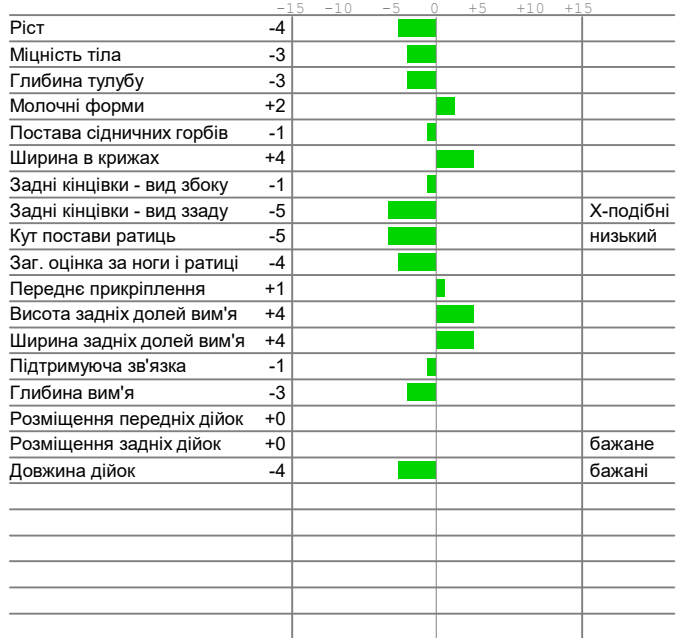 -15 -10 -5 0 +5 +10 +15
Ріст -4
Міцність тіла -3
Глибина тулубу -3
Молочні форми +2
Постава сідничних горбів -1
Ширина в крижах +4
Задні кінцівки - вид збоку -1
Задні кінцівки - вид ззаду -5 Х-подібні
Кут постави ратиць -5 низький
Заг. оцінка за ноги і ратиці -4
Переднє прикріплення +1
Висота задніх долей вим'я +4
Ширина задніх долей вим'я +4
Підтримуюча зв'язка -1
Глибина вим'я -3
Розміщення передніх дійок +0
Розміщення задніх дійок +0 бажане
Довжина дійок -4 бажані